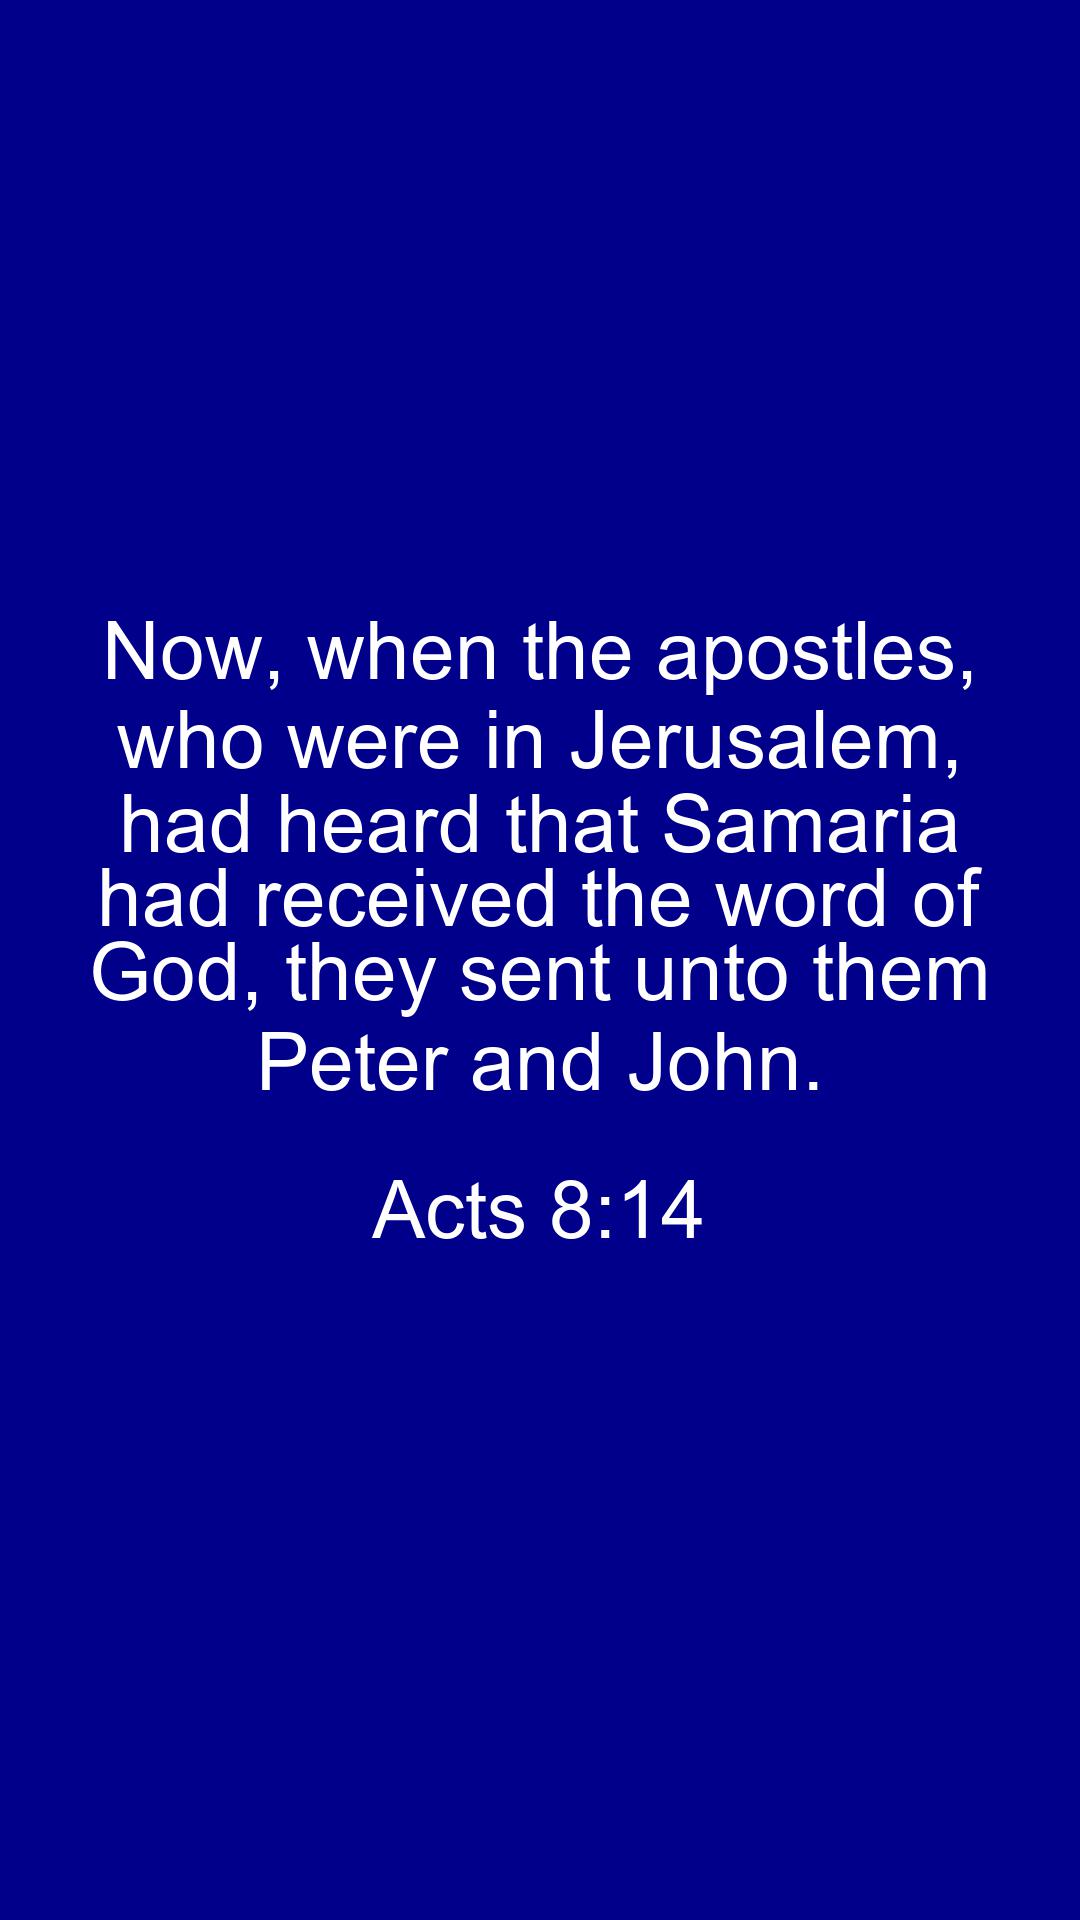 Now, when the apostles,
who were in Jerusalem,
had heard that Samaria
had received the word of
God, they sent unto them
Peter and John.
Acts 8:14